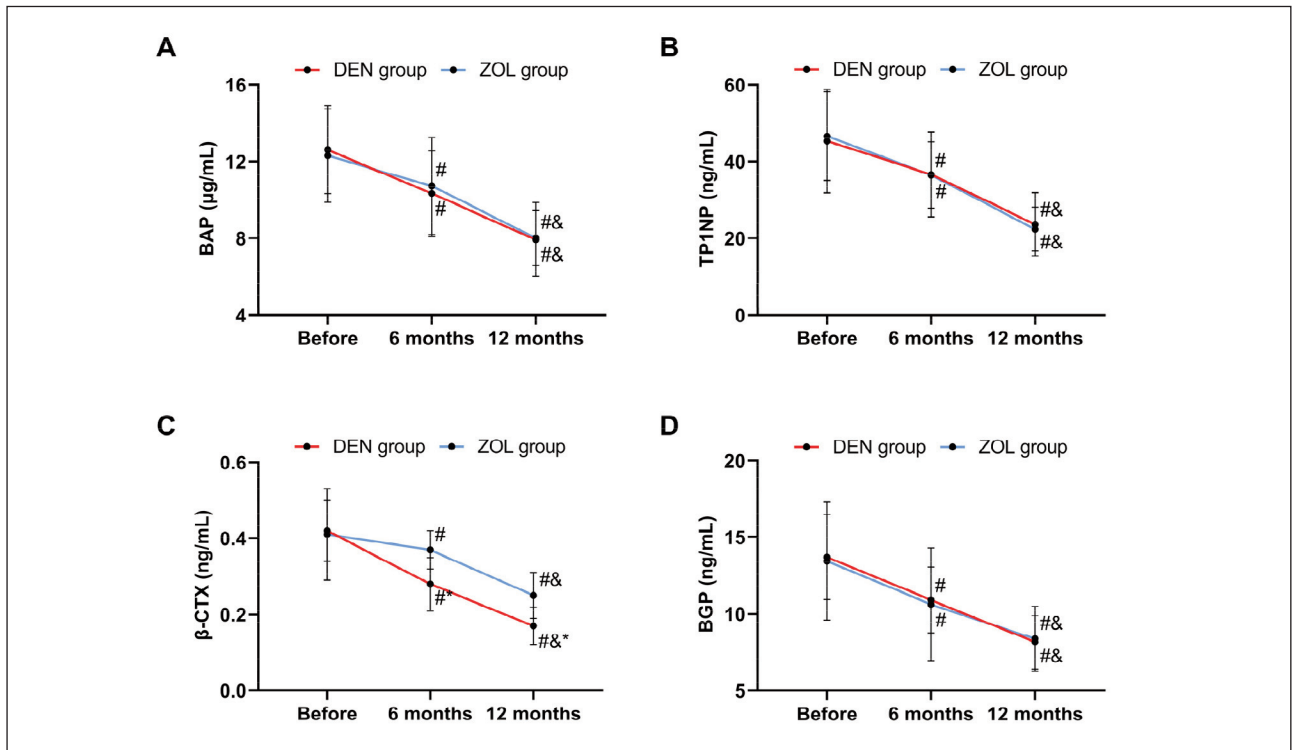 A
DEN group ZOL group
BAP (µg/mL)
16
12
8
4
#
#
#&
#&
Before 6 months 12 months
B
DEN group ZOL group
TP1NP (ng/mL)
60
40
20
0
#
#
#&
#&
Before 6 months 12 months
C
DEN group ZOL group
β-CTX (ng/mL)
0.6
0.4
0.2
0.0
#
#*
#&
#&*
Before 6 months 12 months
D
DEN group ZOL group
BGP (ng/mL)
20
15
10
5
#
#
#&
#&
Before 6 months 12 months